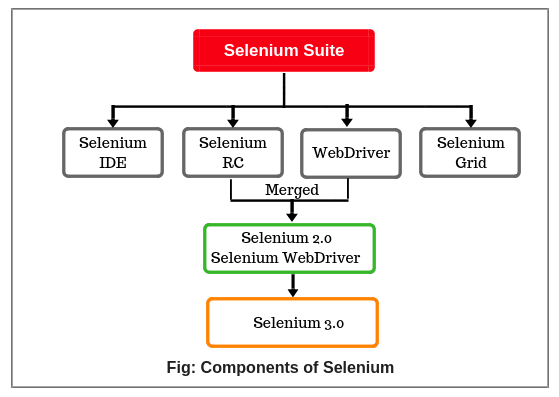 Selenium Suite
Selenium
IDE
Selenium
RC
WebDriver
Selenium
Grid
Merged
Selenium 2.0
Selenium WebDriver
Selenium 3.0
Fig: Components of Selenium